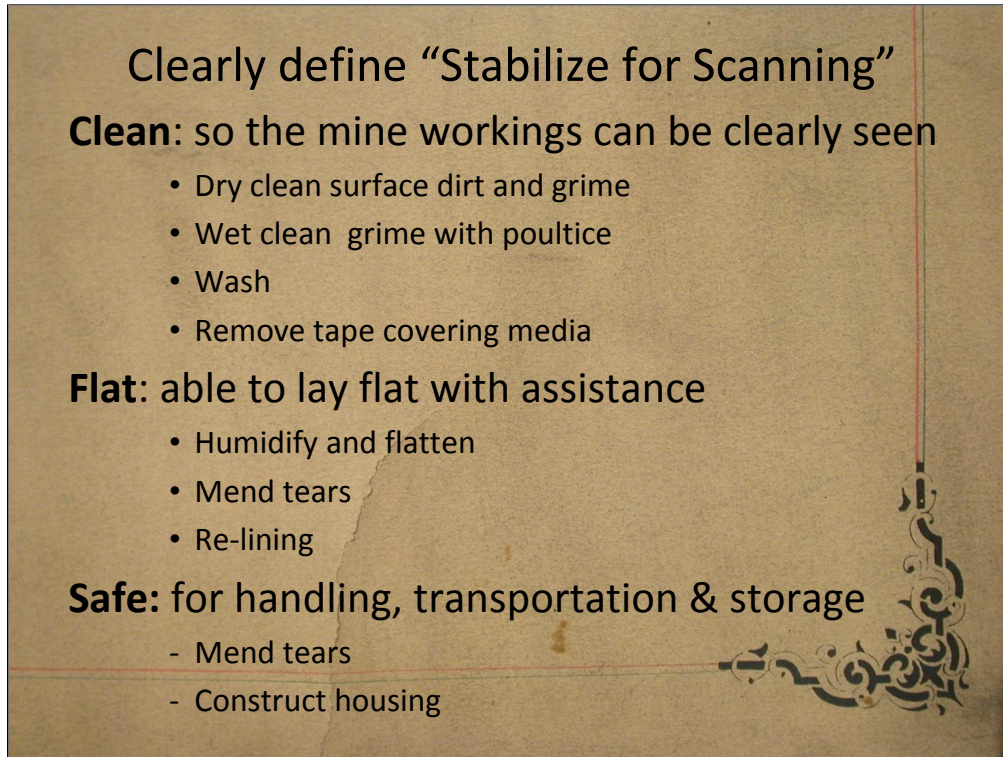 Clearly define “Stabilize for Scanning”
Clean: so the mine workings can be clearly seen
• Dry clean surface dirt and grime
• Wet clean  grime with poultice
• Wash
• Remove tape covering media
Flat: able to lay flat with assistance
• Humidify and flatten
• Mend tears
• Re-lining
Safe: for handling, transportation & storage
- Mend tears
- Construct housing